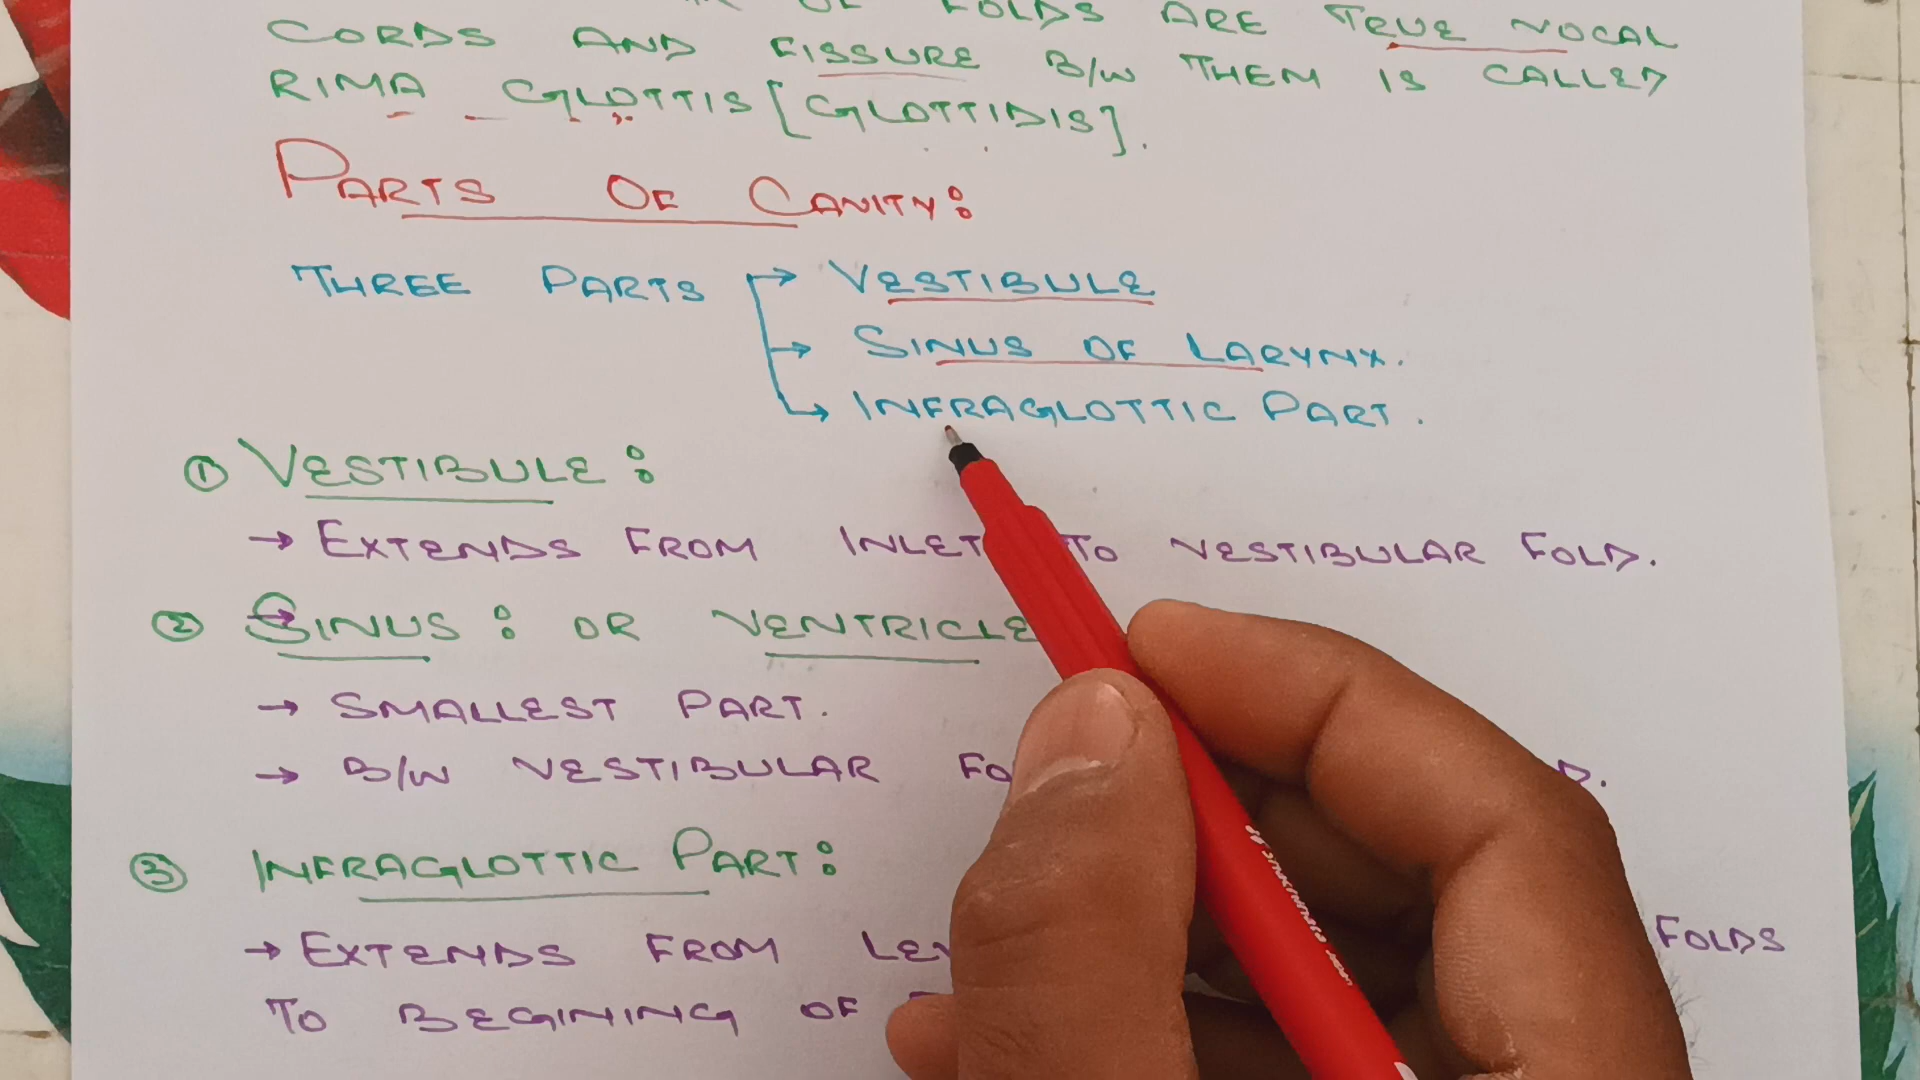 OF FOLDS ARE TRUE VOCAL
CORDS AND FISSURE B/W THEM IS CALLED
RIMA GLOTTIS [GLOTTIDIS].
PARTS OF CAVITY:
THREE PARTS → VESTIBULE
→ SINUS OF LARYNX.
→ INFRAGLOTTIC PART.
① VESTIBULE:
→ EXTENDS FROM INLET TO VESTIBULAR FOLD.
② SINUS: OR VENTRICLE
→ SMALLEST PART.
→ B/W VESTIBULAR
③ INFRAGLOTTIC PART:
→ EXTENDS FROM FOLDS
TO BEGINING OF